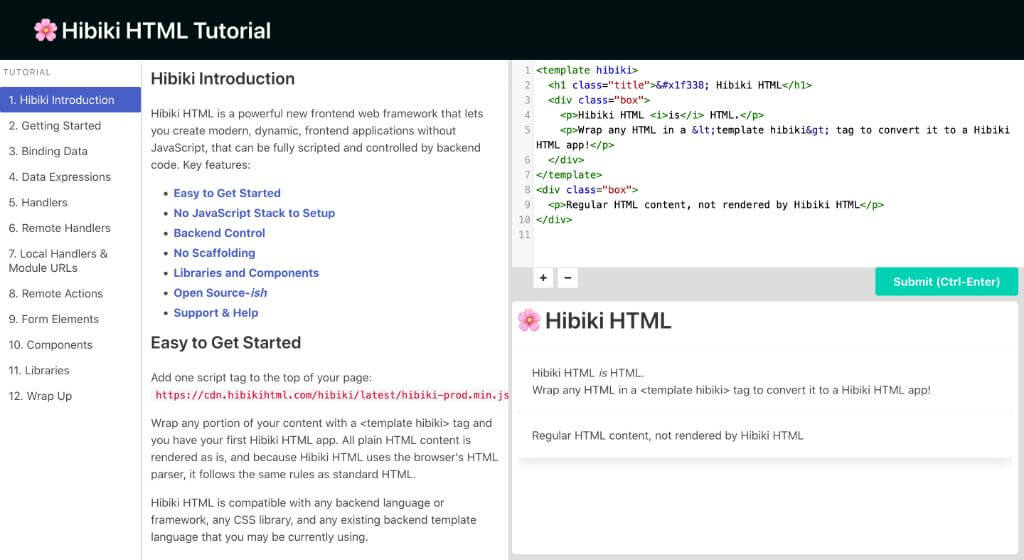 🌸 Hibiki HTML Tutorial
TUTORIAL
1. Hibiki Introduction
2. Getting Started
3. Binding Data
4. Data Expressions
5. Handlers
6. Remote Handlers
7. Local Handlers &
Module URLs
8. Remote Actions
9. Form Elements
10. Components
11. Libraries
12. Wrap Up
Hibiki Introduction
Hibiki HTML is a powerful new frontend web framework that lets
you create modern, dynamic, frontend applications without
JavaScript, that can be fully scripted and controlled by backend
code. Key features:
• Easy to Get Started
• No JavaScript Stack to Setup
• Backend Control
• No Scaffolding
• Libraries and Components
• Open Source-ish
• Support & Help
Easy to Get Started
Add one script tag to the top of your page:
https://cdn.hibikihtml.com/hibiki/latest/hibiki-prod.min.js
Wrap any portion of your content with a <template hibiki> tag and
you have your first Hibiki HTML app. All plain HTML content is
rendered as is, and because Hibiki HTML uses the browser's HTML
parser, it follows the same rules as standard HTML.
Hibiki HTML is compatible with any backend language or
framework, any CSS library, and any existing backend template
language that you may be currently using.
1 <template hibiki>
2 <h1 class="title">&#x1f338; Hibiki HTML</h1>
3 <div class="box">
4 <p>Hibiki HTML <i>is</i> HTML.</p>
5 <p>Wrap any HTML in a &lt;template hibiki&gt; tag to convert it to a Hibiki
HTML app!</p>
6 </div>
7 </template>
8 <div class="box">
9 <p>Regular HTML content, not rendered by Hibiki HTML</p>
10 </div>
11
+ −
Submit (Ctrl-Enter)
🌸 Hibiki HTML
Hibiki HTML is HTML.
Wrap any HTML in a <template hibiki> tag to convert it to a Hibiki HTML app!
Regular HTML content, not rendered by Hibiki HTML